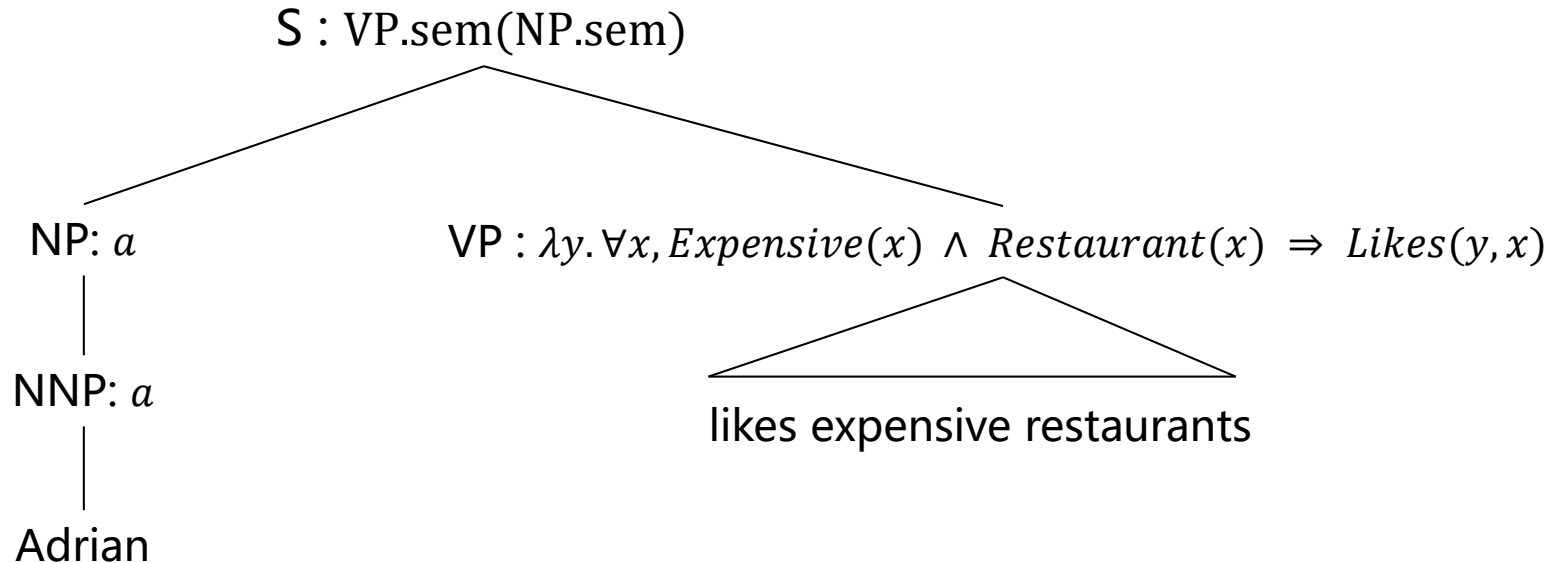 S : VP.sem(NP.sem)
NP: a
VP : λy. ∀x, Expensive(x) ∧ Restaurant(x) ⇒ Likes(y, x)
NNP: a
likes expensive restaurants
Adrian